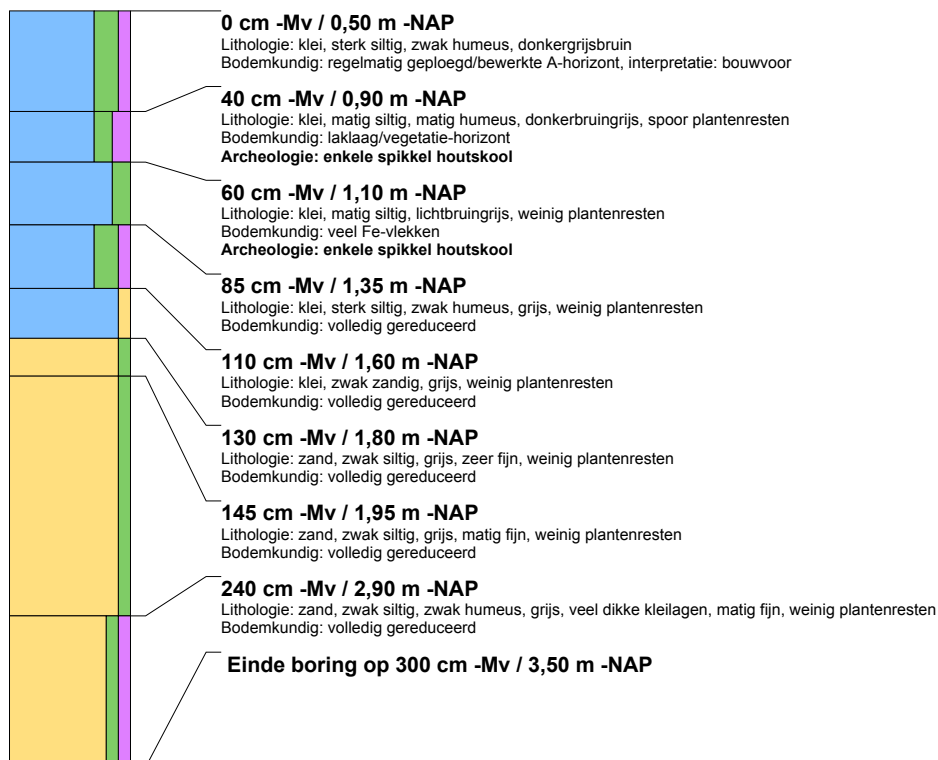 0 cm -Mv / 0,50 m -NAP
Lithologie: klei, sterk siltig, zwak humeus, donkergrijsbruin
Bodemkundig: regelmatig geploegd/bewerkte A-horizont, interpretatie: bouwvoor
40 cm -Mv / 0,90 m -NAP
Lithologie: klei, matig siltig, matig humeus, donkerbruingrijs, spoor plantenresten
Bodemkundig: laklaag/vegetatie-horizont
Archeologie: enkele spikkel houtskool
60 cm -Mv / 1,10 m -NAP
Lithologie: klei, matig siltig, lichtbruingrijs, weinig plantenresten
Bodemkundig: veel Fe-vlekken
Archeologie: enkele spikkel houtskool
85 cm -Mv / 1,35 m -NAP
Lithologie: klei, sterk siltig, zwak humeus, grijs, weinig plantenresten
Bodemkundig: volledig gereduceerd
110 cm -Mv / 1,60 m -NAP
Lithologie: klei, zwak zandig, grijs, weinig plantenresten
Bodemkundig: volledig gereduceerd
130 cm -Mv / 1,80 m -NAP
Lithologie: zand, zwak siltig, grijs, zeer fijn, weinig plantenresten
Bodemkundig: volledig gereduceerd
145 cm -Mv / 1,95 m -NAP
Lithologie: zand, zwak siltig, grijs, matig fijn, weinig plantenresten
Bodemkundig: volledig gereduceerd
240 cm -Mv / 2,90 m -NAP
Lithologie: zand, zwak siltig, zwak humeus, grijs, veel dikke kleilagen, matig fijn, weinig plantenresten
Bodemkundig: volledig gereduceerd
Einde boring op 300 cm -Mv / 3,50 m -NAP